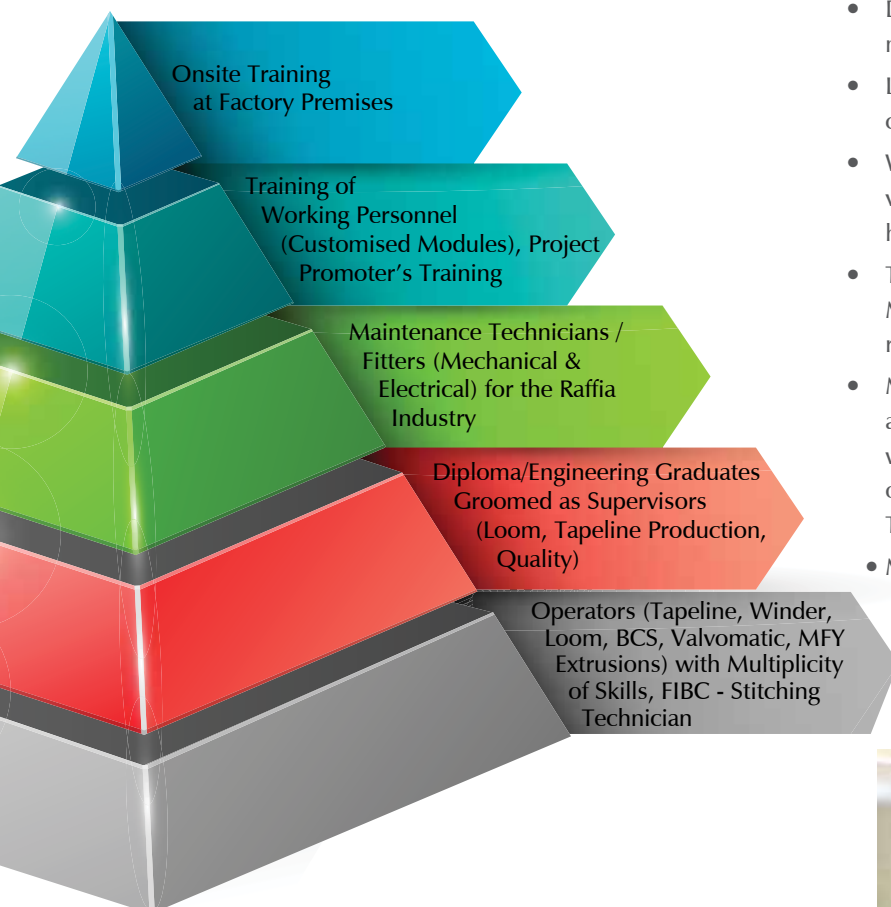 Onsite Training
at Factory Premises
Training of
Working Personnel
(Customised Modules), Project
Promoter's Training
Maintenance Technicians /
Fitters (Mechanical &
Electrical) for the Raffia
Industry
Diploma/Engineering Graduates
Groomed as Supervisors
(Loom, Tapeline Production,
Quality)
Operators (Tapeline, Winder,
Loom, BCS, Valvomatic, MFY
Extrusions) with Multiplicity
of Skills, FIBC - Stitching
Technician